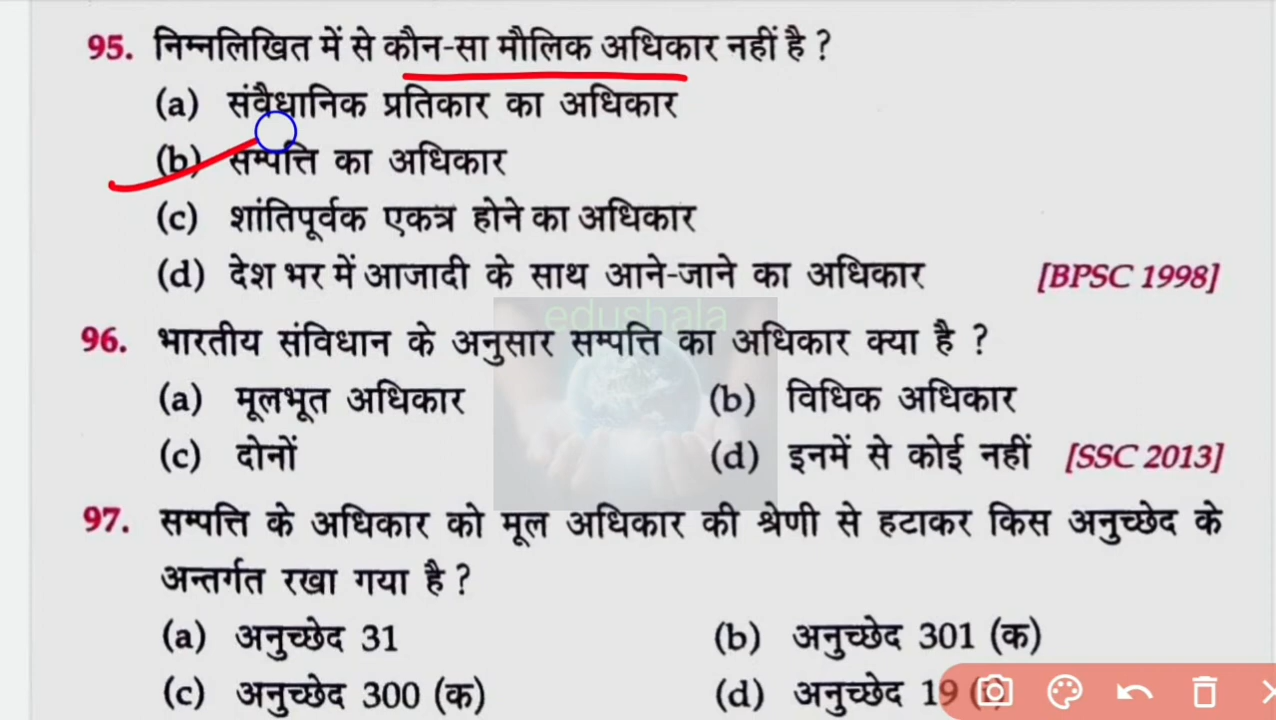 95. निम्नलिखित में से कौन-सा मौलिक अधिकार नहीं है ?
(a) संवैधानिक प्रतिकार का अधिकार
(b) सम्पत्ति का अधिकार
(c) शांतिपूर्वक एकत्र होने का अधिकार
(d) देश भर में आजादी के साथ आने-जाने का अधिकार [BPSC 1998]
edushala
96. भारतीय संविधान के अनुसार सम्पत्ति का अधिकार क्या है ?
(a) मूलभूत अधिकार (b) विधिक अधिकार
(c) दोनों (d) इनमें से कोई नहीं [SSC 2013]
97. सम्पत्ति के अधिकार को मूल अधिकार की श्रेणी से हटाकर किस अनुच्छेद के
अन्तर्गत रखा गया है ?
(a) अनुच्छेद 31 (b) अनुच्छेद 301 (क)
(c) अनुच्छेद 300 (क) (d) अनुच्छेद 19